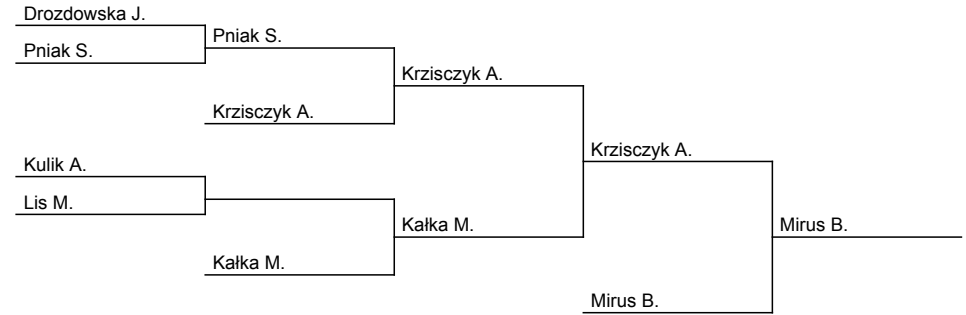 Drozdowska J.
Pniak S.
Pniak S.
Krzisczyk A.
Krzisczyk A.
Krzisczyk A.
Kulik A.
Lis M.
Kałka M.
Kałka M.
Mirus B.
Mirus B.